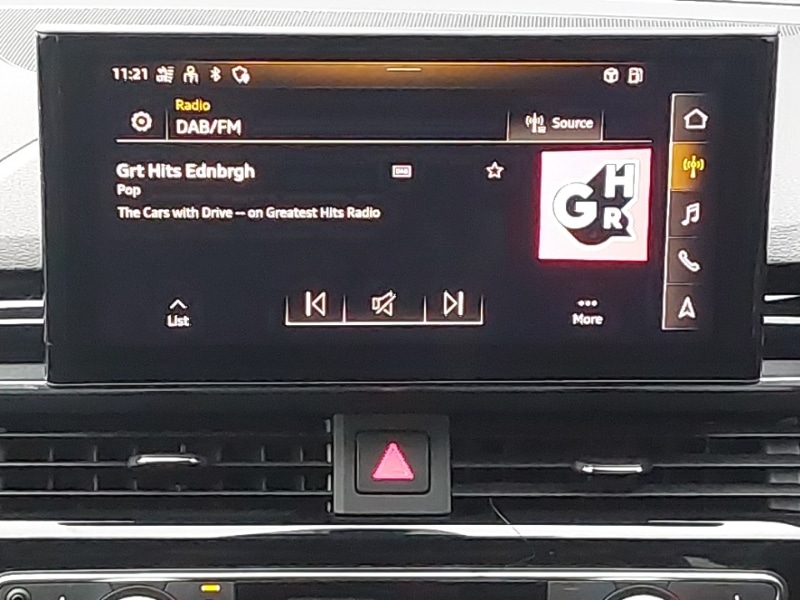 11:21
Radio
DAB/FM
Source
Grt Hits Ednbrgh
DAB
Pop
The Cars with Drive -- on Greatest Hits Radio
G H R
List
More